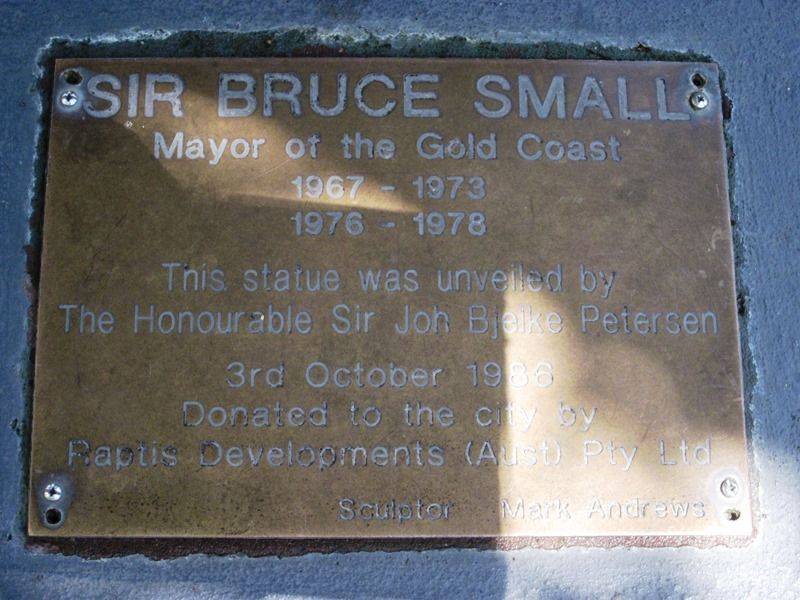 SIR BRUCE SMALL
Mayor of the Gold Coast
1967 - 1973
1976 - 1978
This statue was unveiled by
The Honourable Sir Joh Bjelke Petersen
3rd October 1986
Donated to the city by
Raptis Developments (Aust) Pty Ltd
Sculptor Mark Andrews